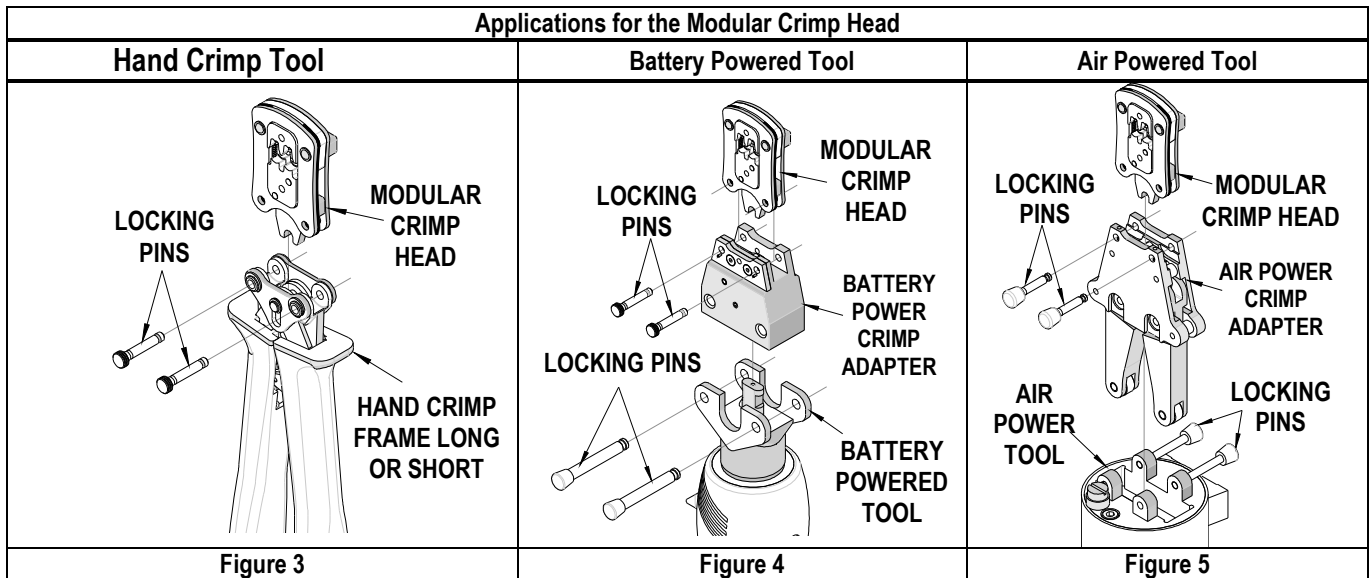 Applications for the Modular Crimp Head
Hand Crimp Tool
Battery Powered Tool
Air Powered Tool
MODULAR
CRIMP
HEAD
LOCKING
PINS
HAND CRIMP
FRAME LONG
OR SHORT
MODULAR
CRIMP
HEAD
LOCKING
PINS
BATTERY
POWER
CRIMP
ADAPTER
LOCKING PINS
BATTERY
POWERED
TOOL
LOCKING
PINS
MODULAR
CRIMP HEAD
AIR POWER
CRIMP
ADAPTER
AIR
POWER
TOOL
LOCKING
PINS
Figure 3
Figure 4
Figure 5